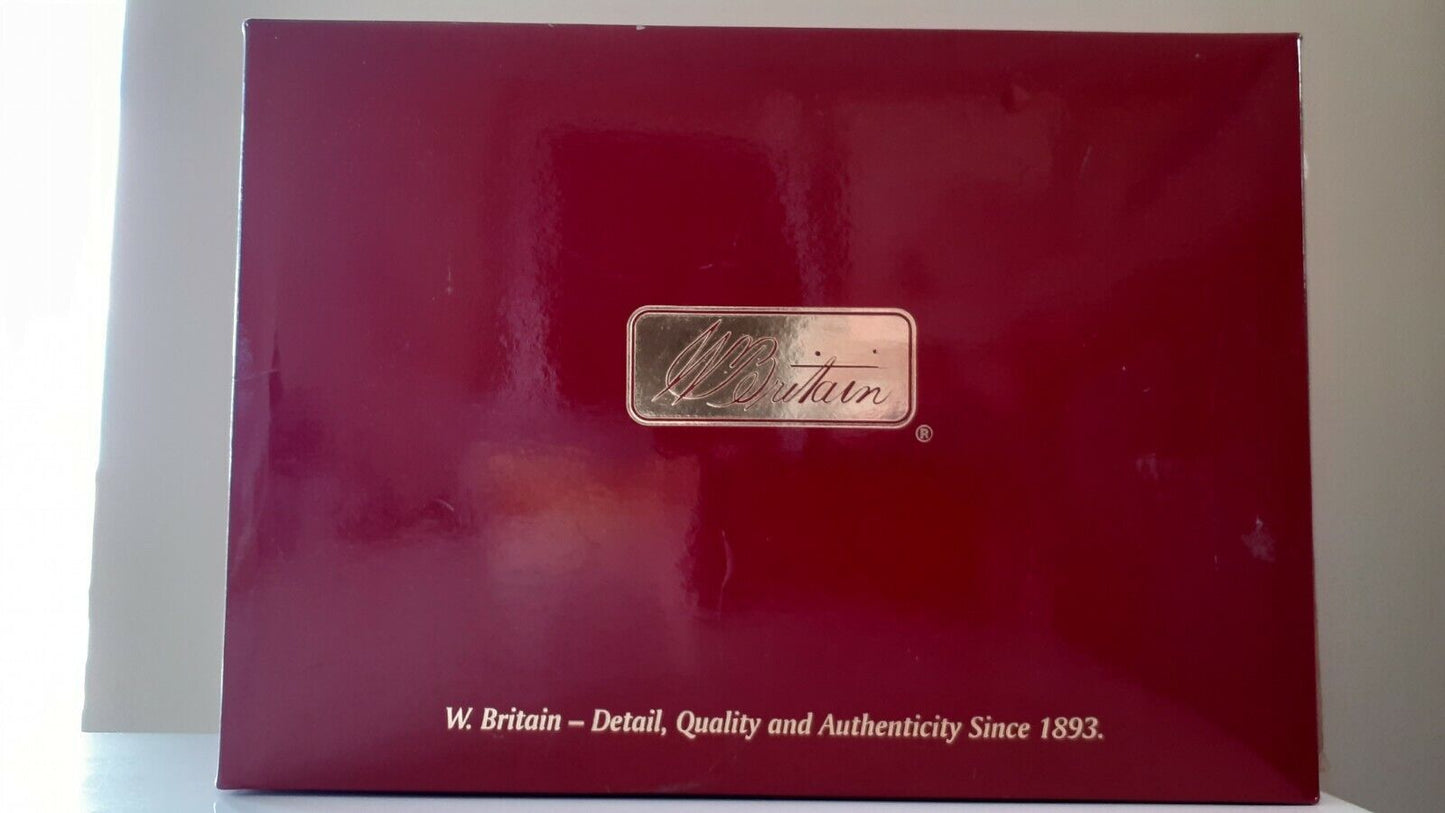 W. Britain
®
W. Britain – Detail, Quality and Authenticity Since 1893.